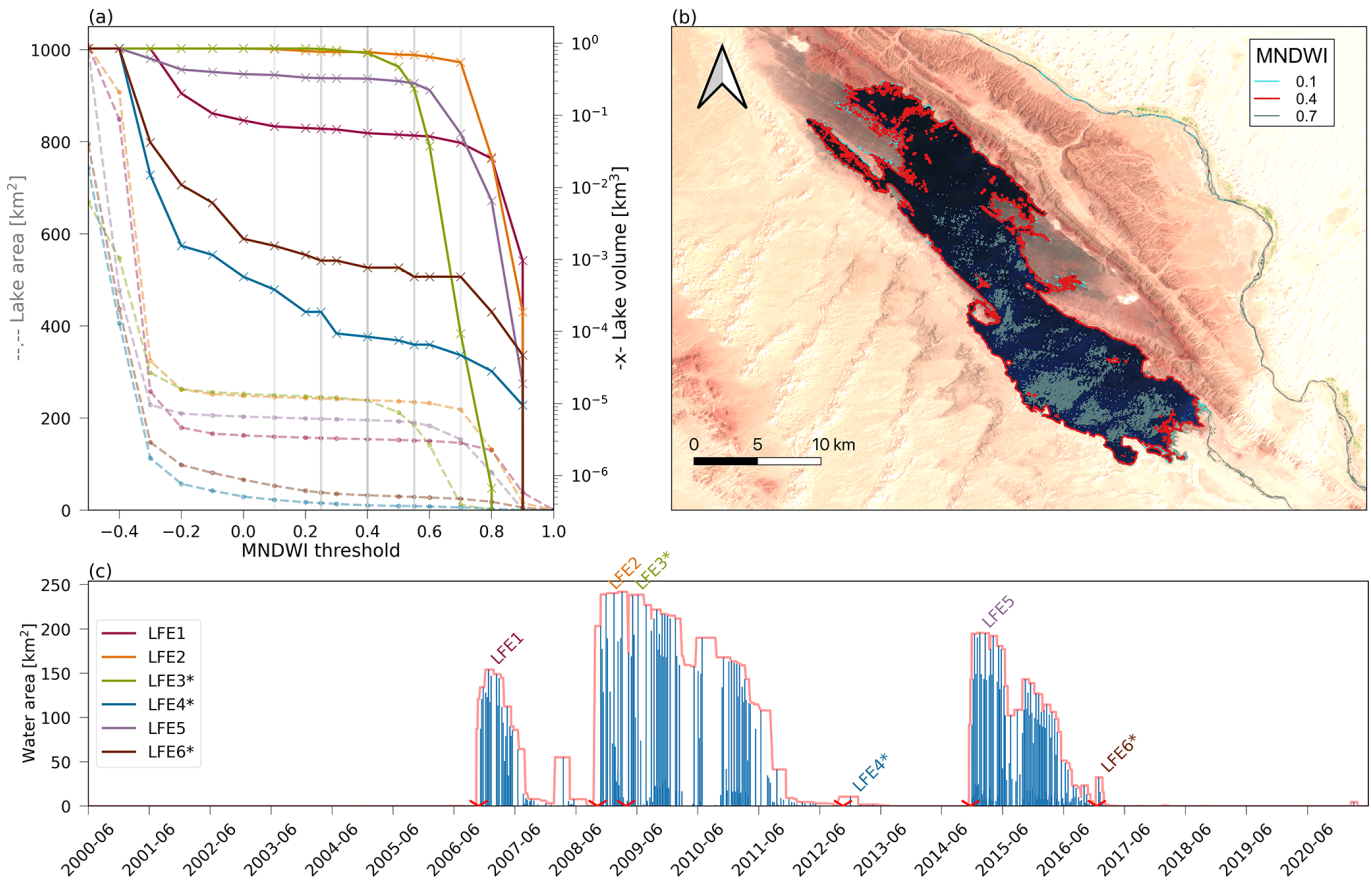 (a)
1000
800
600
400
200
0
--.-- Lake area [km²]
10⁰
10⁻¹
10⁻²
10⁻³
10⁻⁴
10⁻⁵
10⁻⁶
-x- Lake volume [km³]
−0.4 −0.2 0.0 0.2 0.4 0.6 0.8 1.0
MNDWI threshold
(b)
MNDWI
0.1
0.4
0.7
0 5 10 km
(c)
250
200
150
100
50
0
Water area [km²]
LFE1
LFE2
LFE3*
LFE4*
LFE5
LFE6*
LFE1
LFE2
LFE3*
LFE4*
LFE5
LFE6*
2000-06 2001-06 2002-06 2003-06 2004-06 2005-06 2006-06 2007-06 2008-06 2009-06 2010-06 2011-06 2012-06 2013-06 2014-06 2015-06 2016-06 2017-06 2018-06 2019-06 2020-06